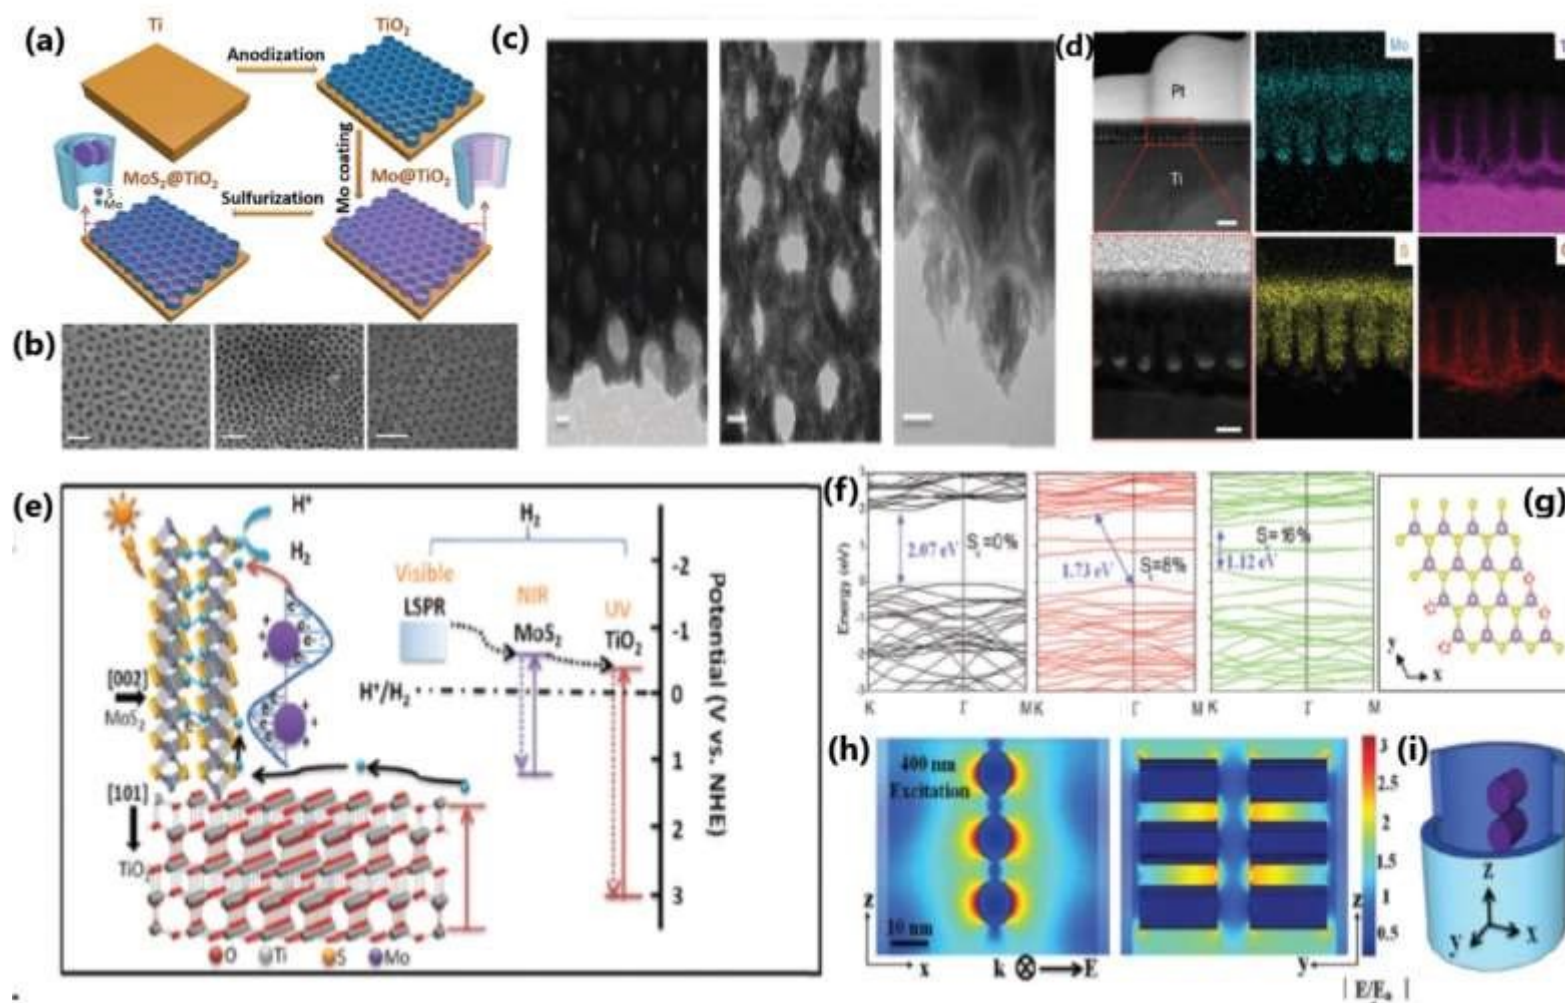 (a)
Ti
Anodization
TiO2
MoS2@TiO2
S
Mo
Sulfurization
Mo coating
Mo@TiO2
(b)
(c)
(d)
Pt
Ti
Mo
S
(e)
H+
H2
[002]
MoS2
[101]
TiO2
O Ti S Mo
H2
Visible
LSPR
NIR
MoS2
UV
TiO2
H+/H2
-2
-1
0
1
2
3
Potential (V vs. NHE)
(f)
Energy (eV)
2.07 eV
S =0%
1.73 eV
S =8%
1.12 eV
S =16%
K Γ M K Γ M K Γ M
(g)
y
x
(h)
400 nm
Excitation
10 nm
z
x
k E
y
z
3
2.5
2
1.5
1
0.5
| E/E0 |
(i)
z
y x